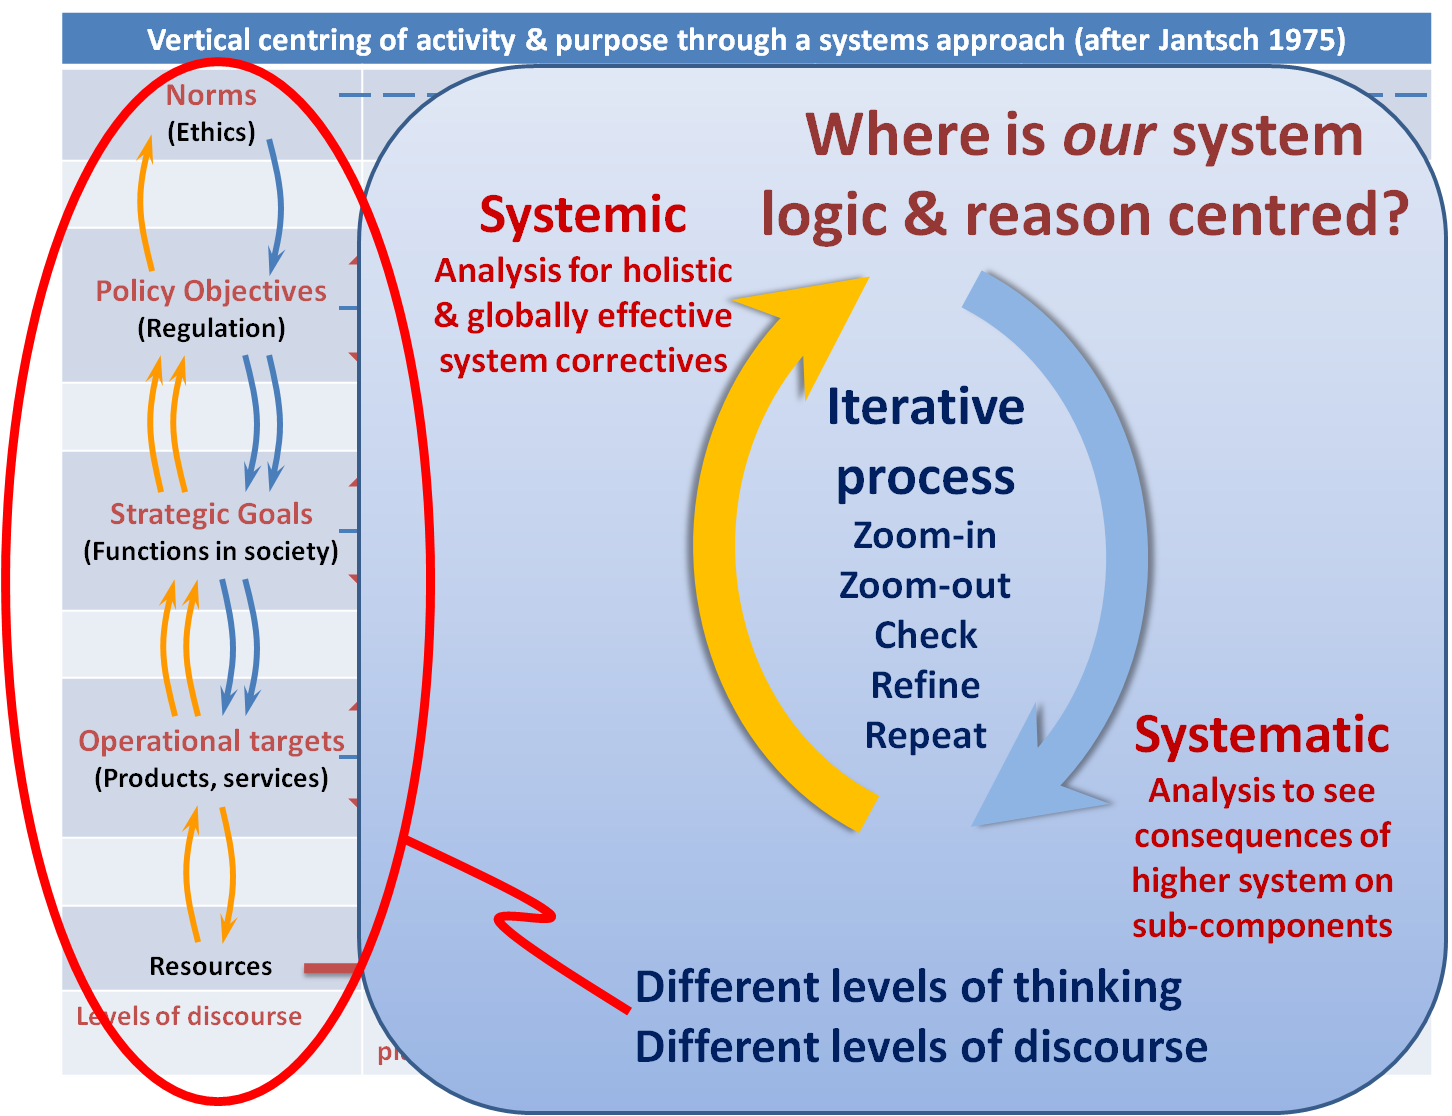 Vertical centring of activity & purpose through a systems approach (after Jantsch 1975)
Norms
(Ethics)
Policy Objectives
(Regulation)
Strategic Goals
(Functions in society)
Operational targets
(Products, services)
Resources
Levels of discourse
Where is our system
logic & reason centred?
Systemic
Analysis for holistic
& globally effective
system correctives
Iterative
process
Zoom-in
Zoom-out
Check
Refine
Repeat
Systematic
Analysis to see
consequences of
higher system on
sub-components
Different levels of thinking
Different levels of discourse